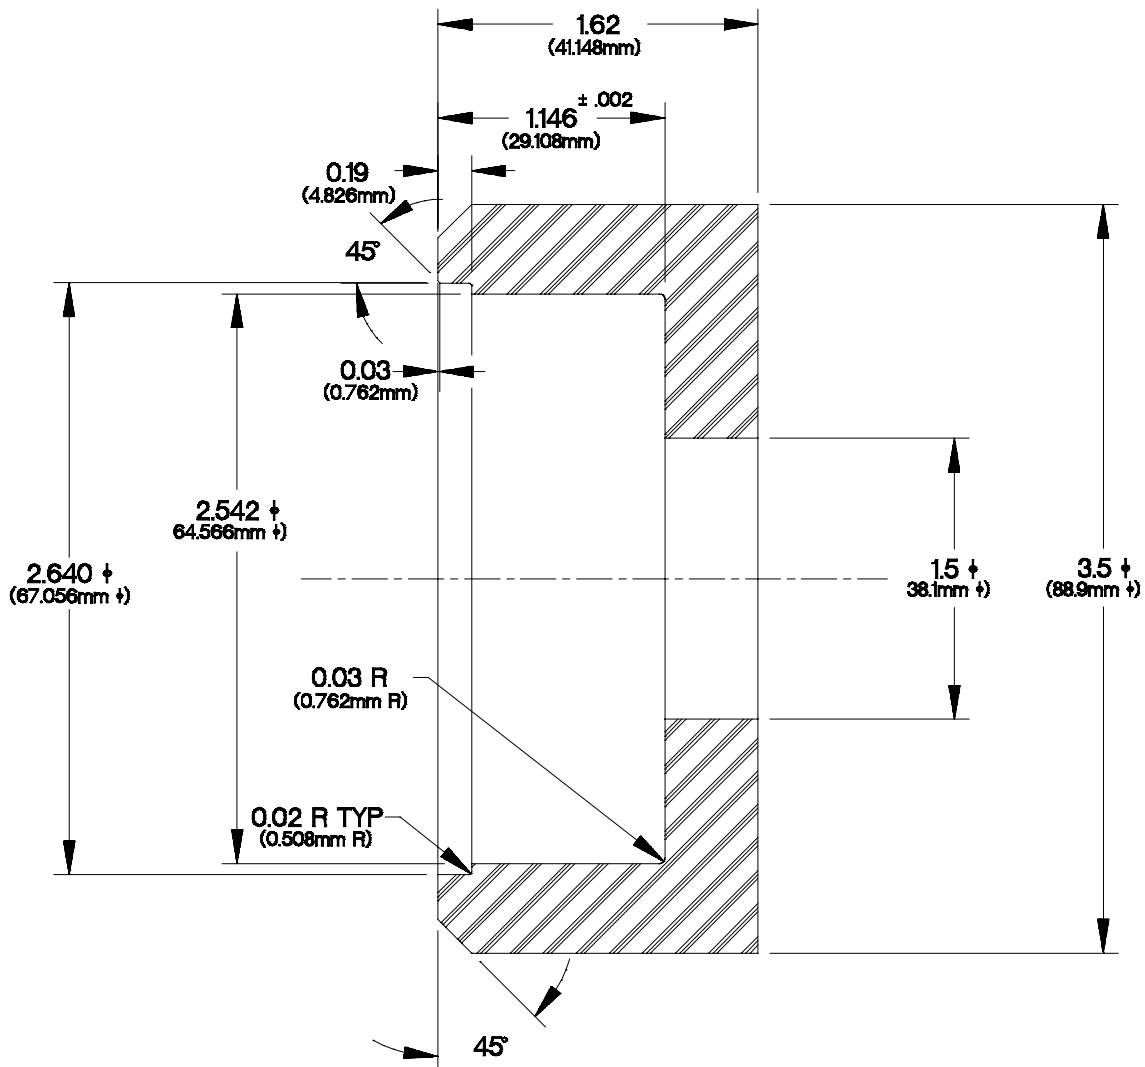 1.62
(41.148mm)
± .002
1.146
(29.108mm)
0.19
(4.826mm)
45°
0.03
(0.762mm)
2.542 ϕ
64.566mm ϕ)
2.640 ϕ
(67.056mm ϕ)
1.5 ϕ
38.1mm ϕ)
3.5 ϕ
(88.9mm ϕ)
0.03 R
(0.762mm R)
0.02 R TYP
(0.508mm R)
45°